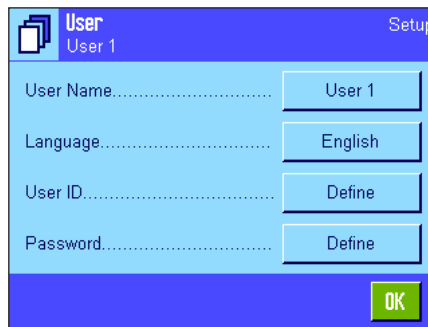 User
Setup
User 1
User Name............................. User 1
Language............................... English
User ID................................... Define
Password............................... Define
OK